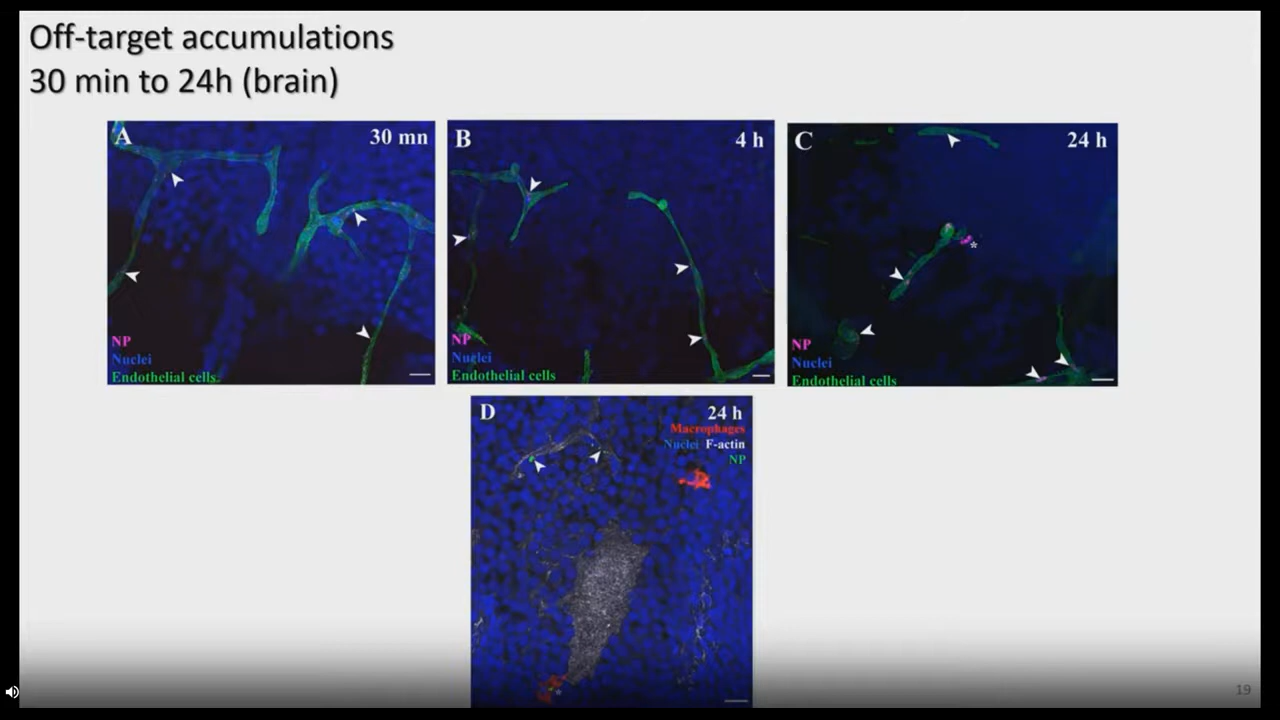 Off-target accumulations
30 min to 24h (brain)
A
30 mn
NP
Nuclei
Endothelial cells
B
4 h
NP
Nuclei
Endothelial cells
C
24 h
*
NP
Nuclei
Endothelial cells
D
24 h
Macrophages
Nuclei F-actin
NP
*
19